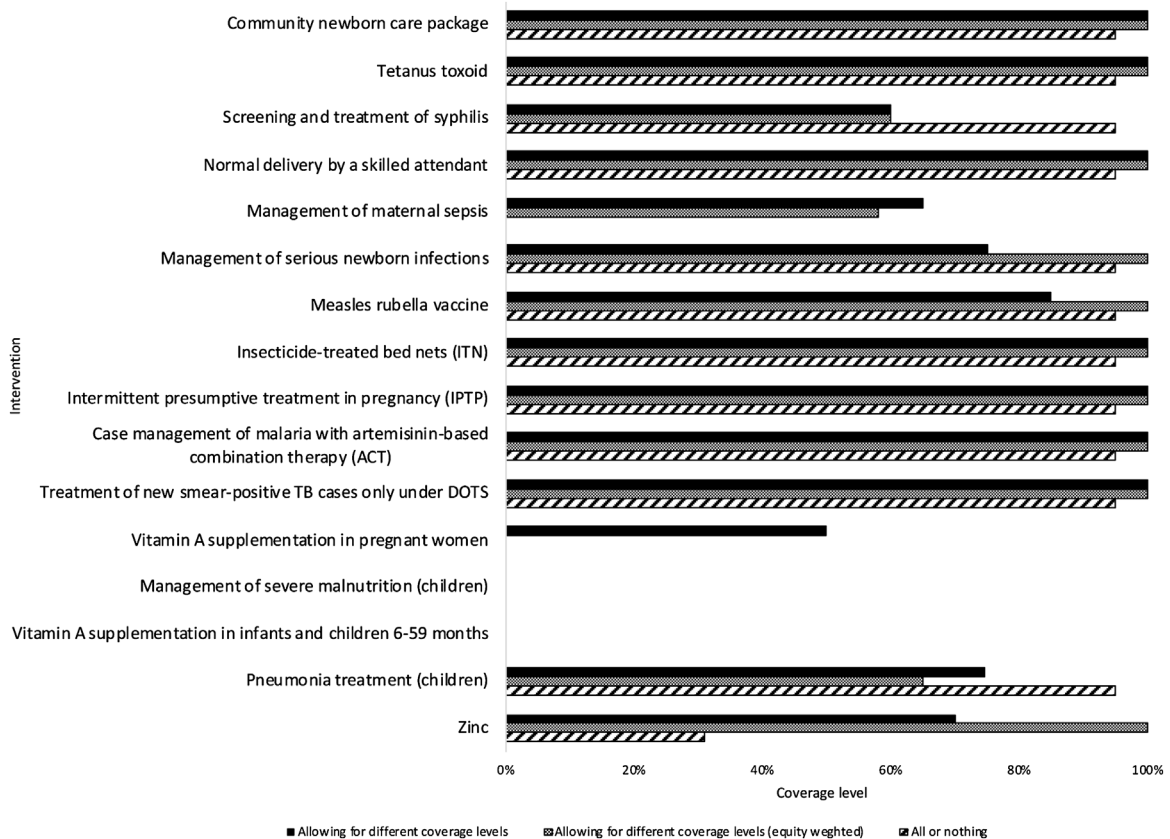 Community newborn care package
Tetanus toxoid
Screening and treatment of syphilis
Normal delivery by a skilled attendant
Management of maternal sepsis
Management of serious newborn infections
Measles rubella vaccine
Insecticide-treated bed nets (ITN)
Intermittent presumptive treatment in pregnancy (IPTP)
Case management of malaria with artemisinin-based
combination therapy (ACT)
Treatment of new smear-positive TB cases only under DOTS
Vitamin A supplementation in pregnant women
Management of severe malnutrition (children)
Vitamin A supplementation in infants and children 6-59 months
Pneumonia treatment (children)
Zinc
Intervention
0% 20% 40% 60% 80% 100%
Coverage level
Allowing for different coverage levels Allowing for different coverage levels (equity weghted) All or nothing